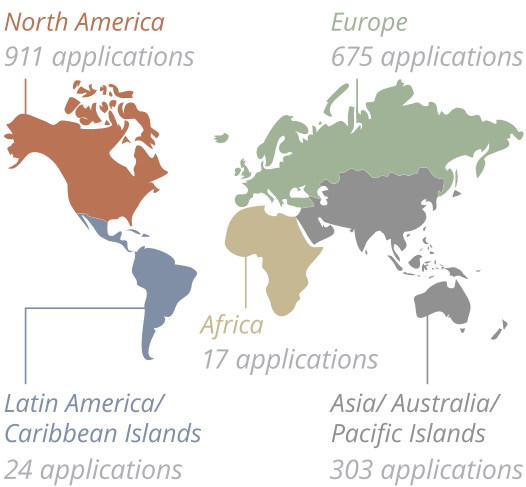 North America
911 applications
Europe
675 applications
Africa
17 applications
Latin America/
Caribbean Islands
24 applications
Asia/ Australia/
Pacific Islands
303 applications